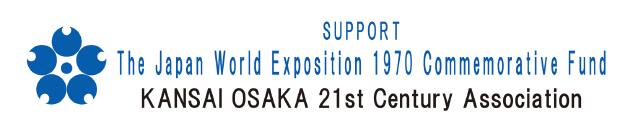 SUPPORT
The Japan World Exposition 1970 Commemorative Fund
KANSAI OSAKA 21st Century Association